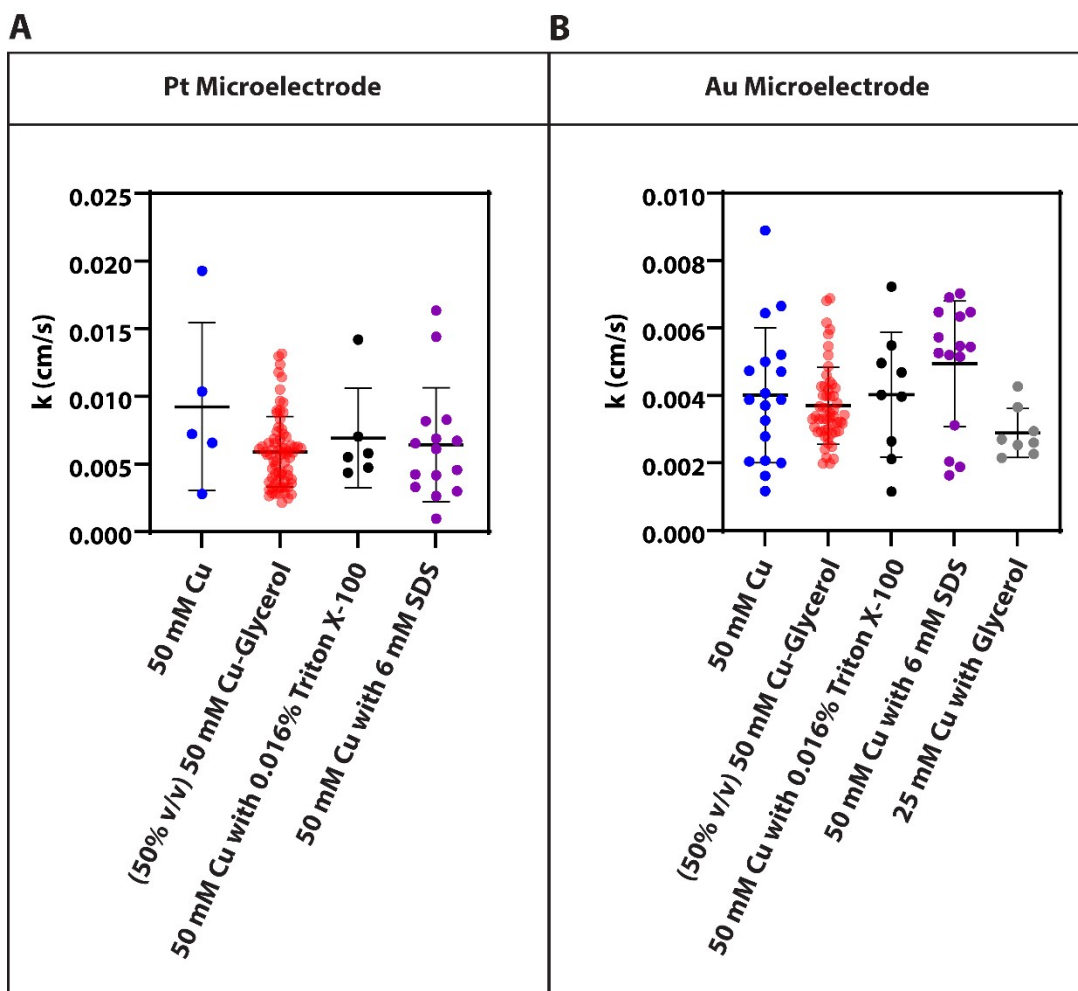 A
B
Pt Microelectrode
Au Microelectrode
k (cm/s)
0.025
0.020
0.015
0.010
0.005
0.000
50 mM Cu
(50% v/v) 50 mM Cu-Glycerol
50 mM Cu with 0.016% Triton X-100
50 mM Cu with 6 mM SDS
k (cm/s)
0.010
0.008
0.006
0.004
0.002
0.000
50 mM Cu
(50% v/v) 50 mM Cu-Glycerol
50 mM Cu with 0.016% Triton X-100
50 mM Cu with 6 mM SDS
25 mM Cu with Glycerol